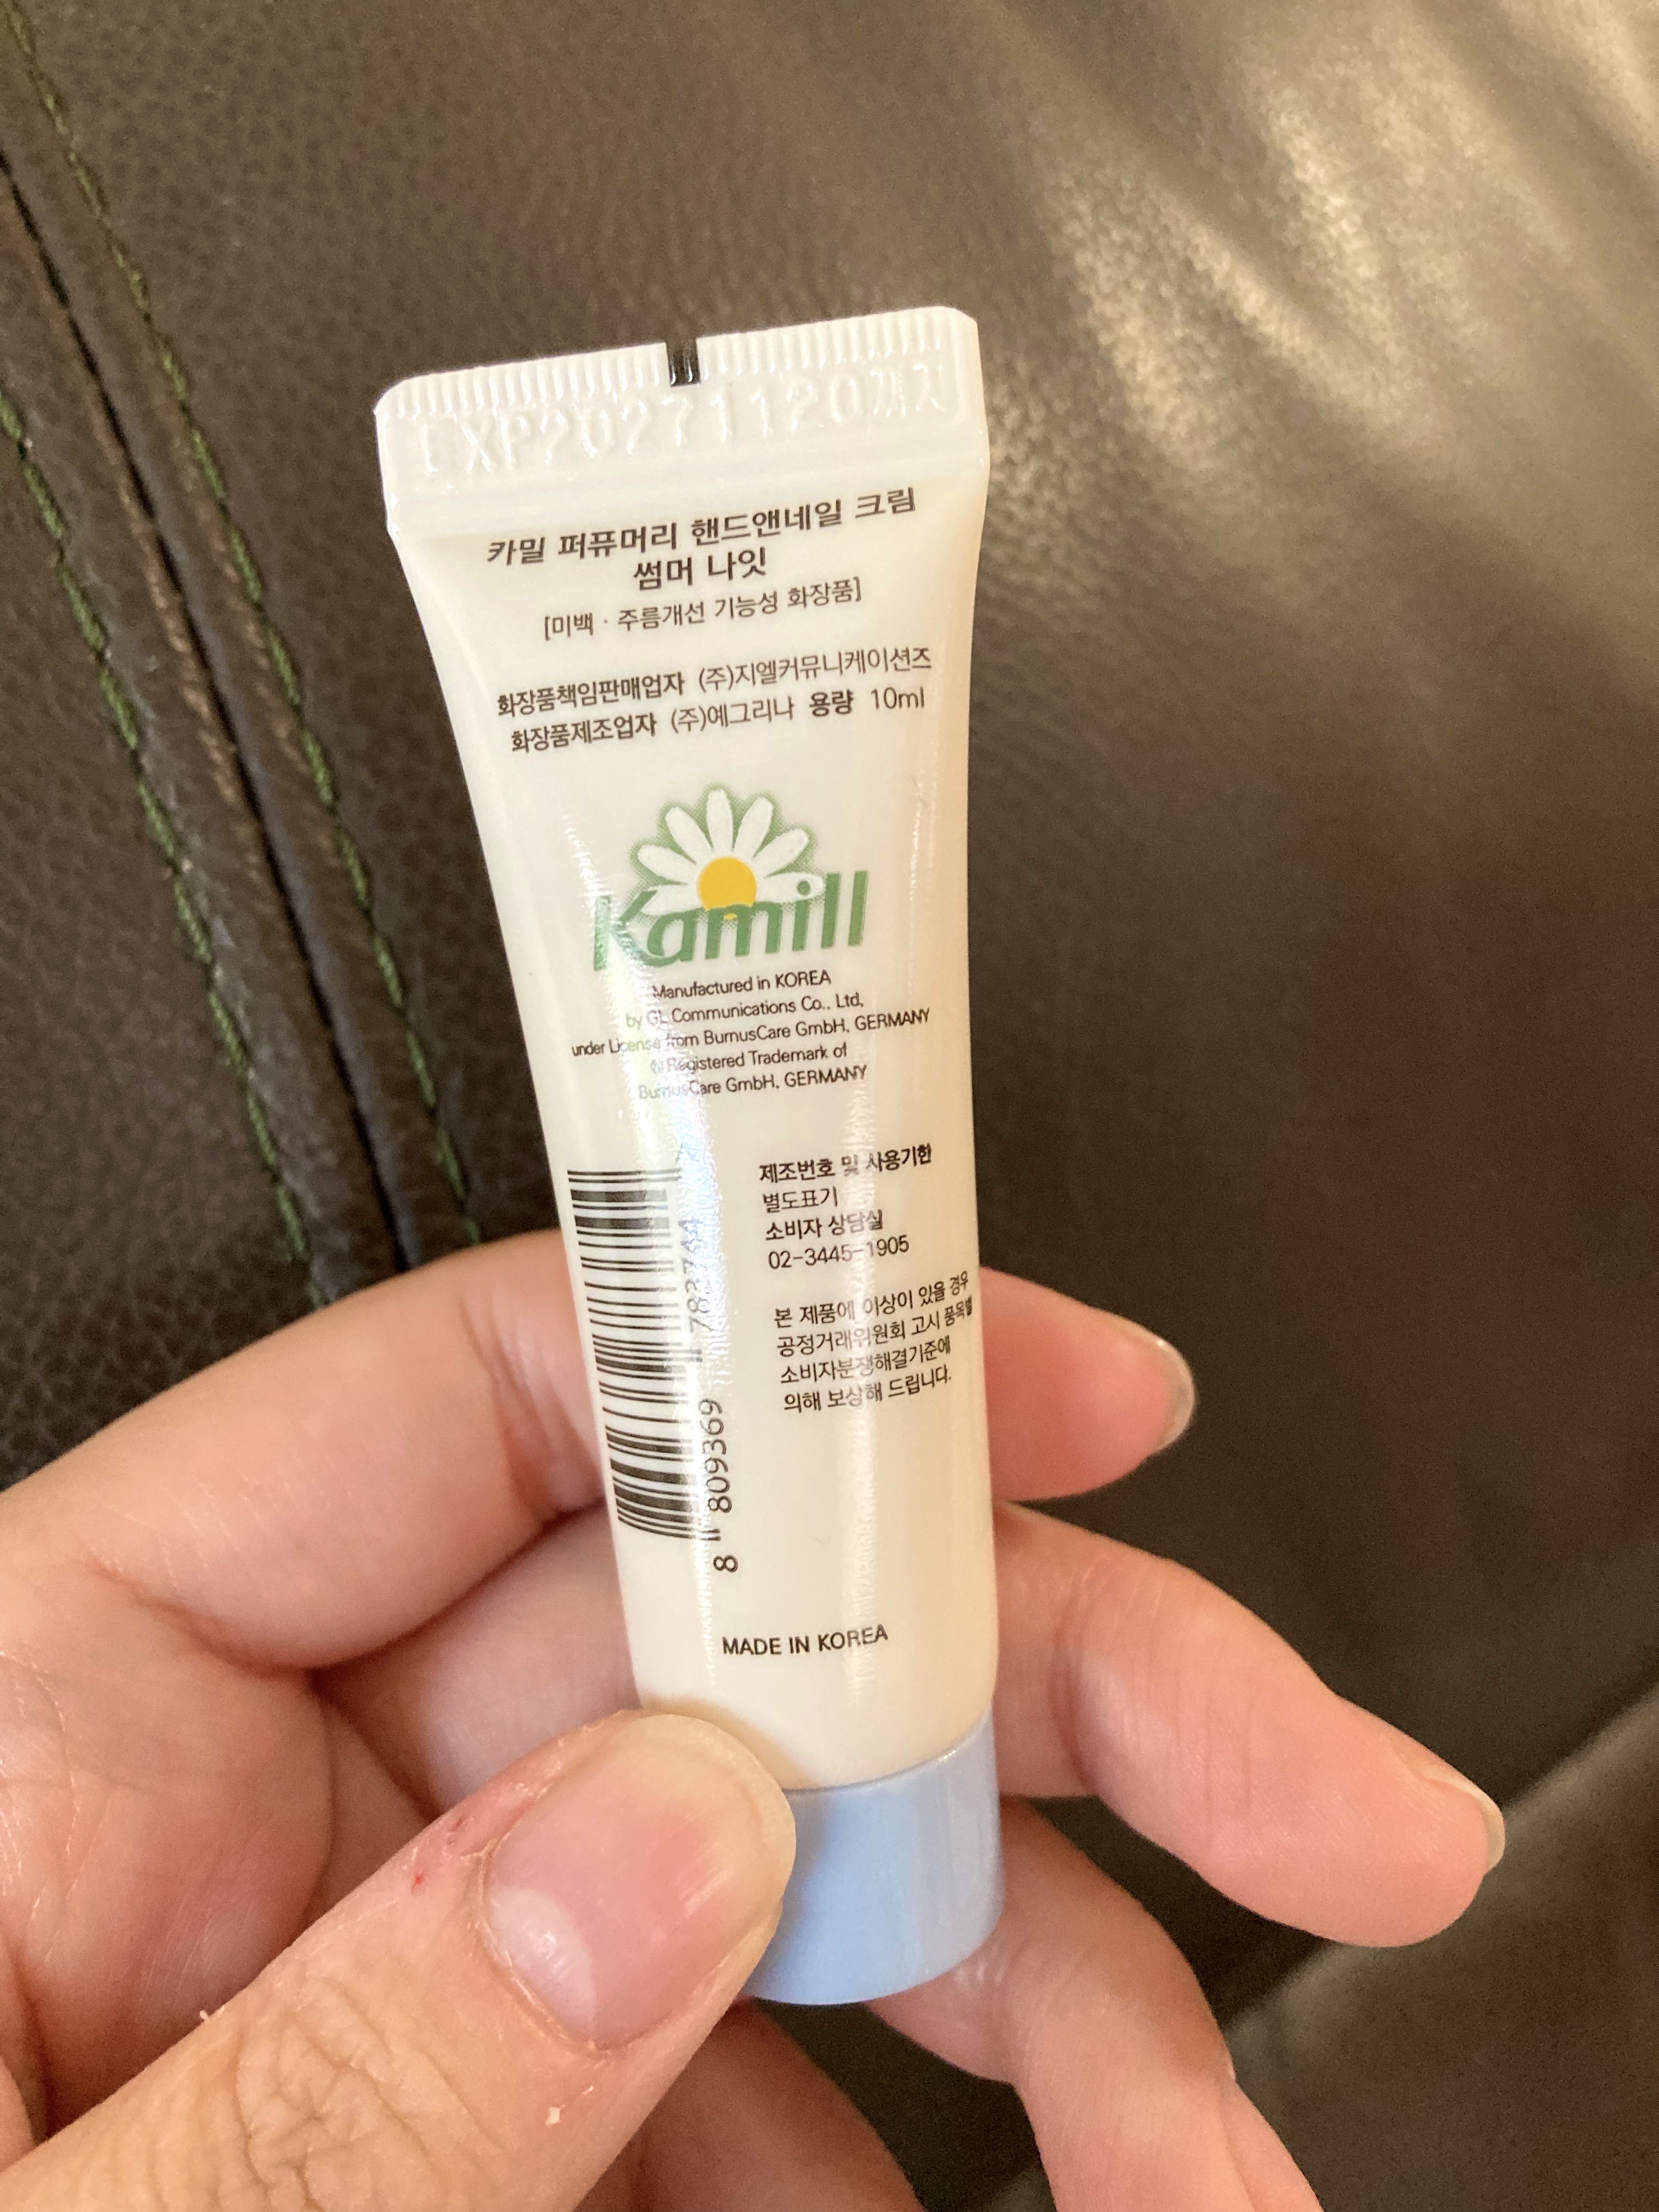 EXP20271120까지
카밀 퍼퓨머리 핸드앤네일 크림
썸머 나잇
[미백 · 주름개선 기능성 화장품]
화장품책임판매업자 (주)지엘커뮤니케이션즈
화장품제조업자 (주)예그리나 용량 10ml
Kamill
Manufactured in KOREA
by GL Communications Co., Ltd,
under License from BurnusCare GmbH, GERMANY
® Registered Trademark of
BurnusCare GmbH, GERMANY
제조번호 및 사용기한
별도표기
소비자 상담실
02-3445-1905
본 제품에 이상이 있을 경우
공정거래위원회 고시 품목별
소비자분쟁해결기준에
의해 보상해 드립니다.
8 809369 783744
MADE IN KOREA